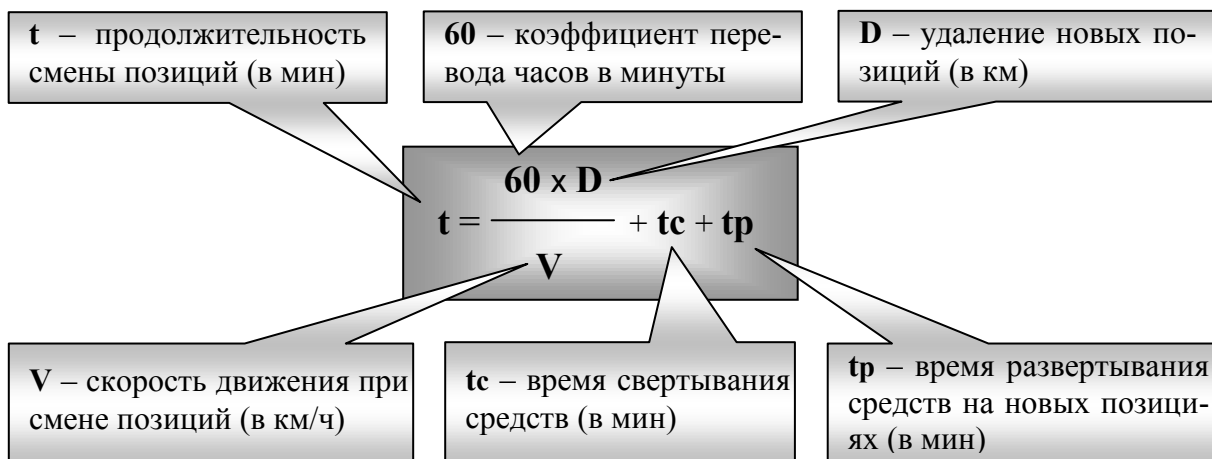 t – продолжительность
смены позиций (в мин)
60 – коэффициент пере-
вода часов в минуты
D – удаление новых по-
зиций (в км)
60 x D
t = + tc + tp
V
V – скорость движения при
смене позиций (в км/ч)
tc – время свертывания
средств (в мин)
tp – время развертывания
средств на новых позици-
ях (в мин)